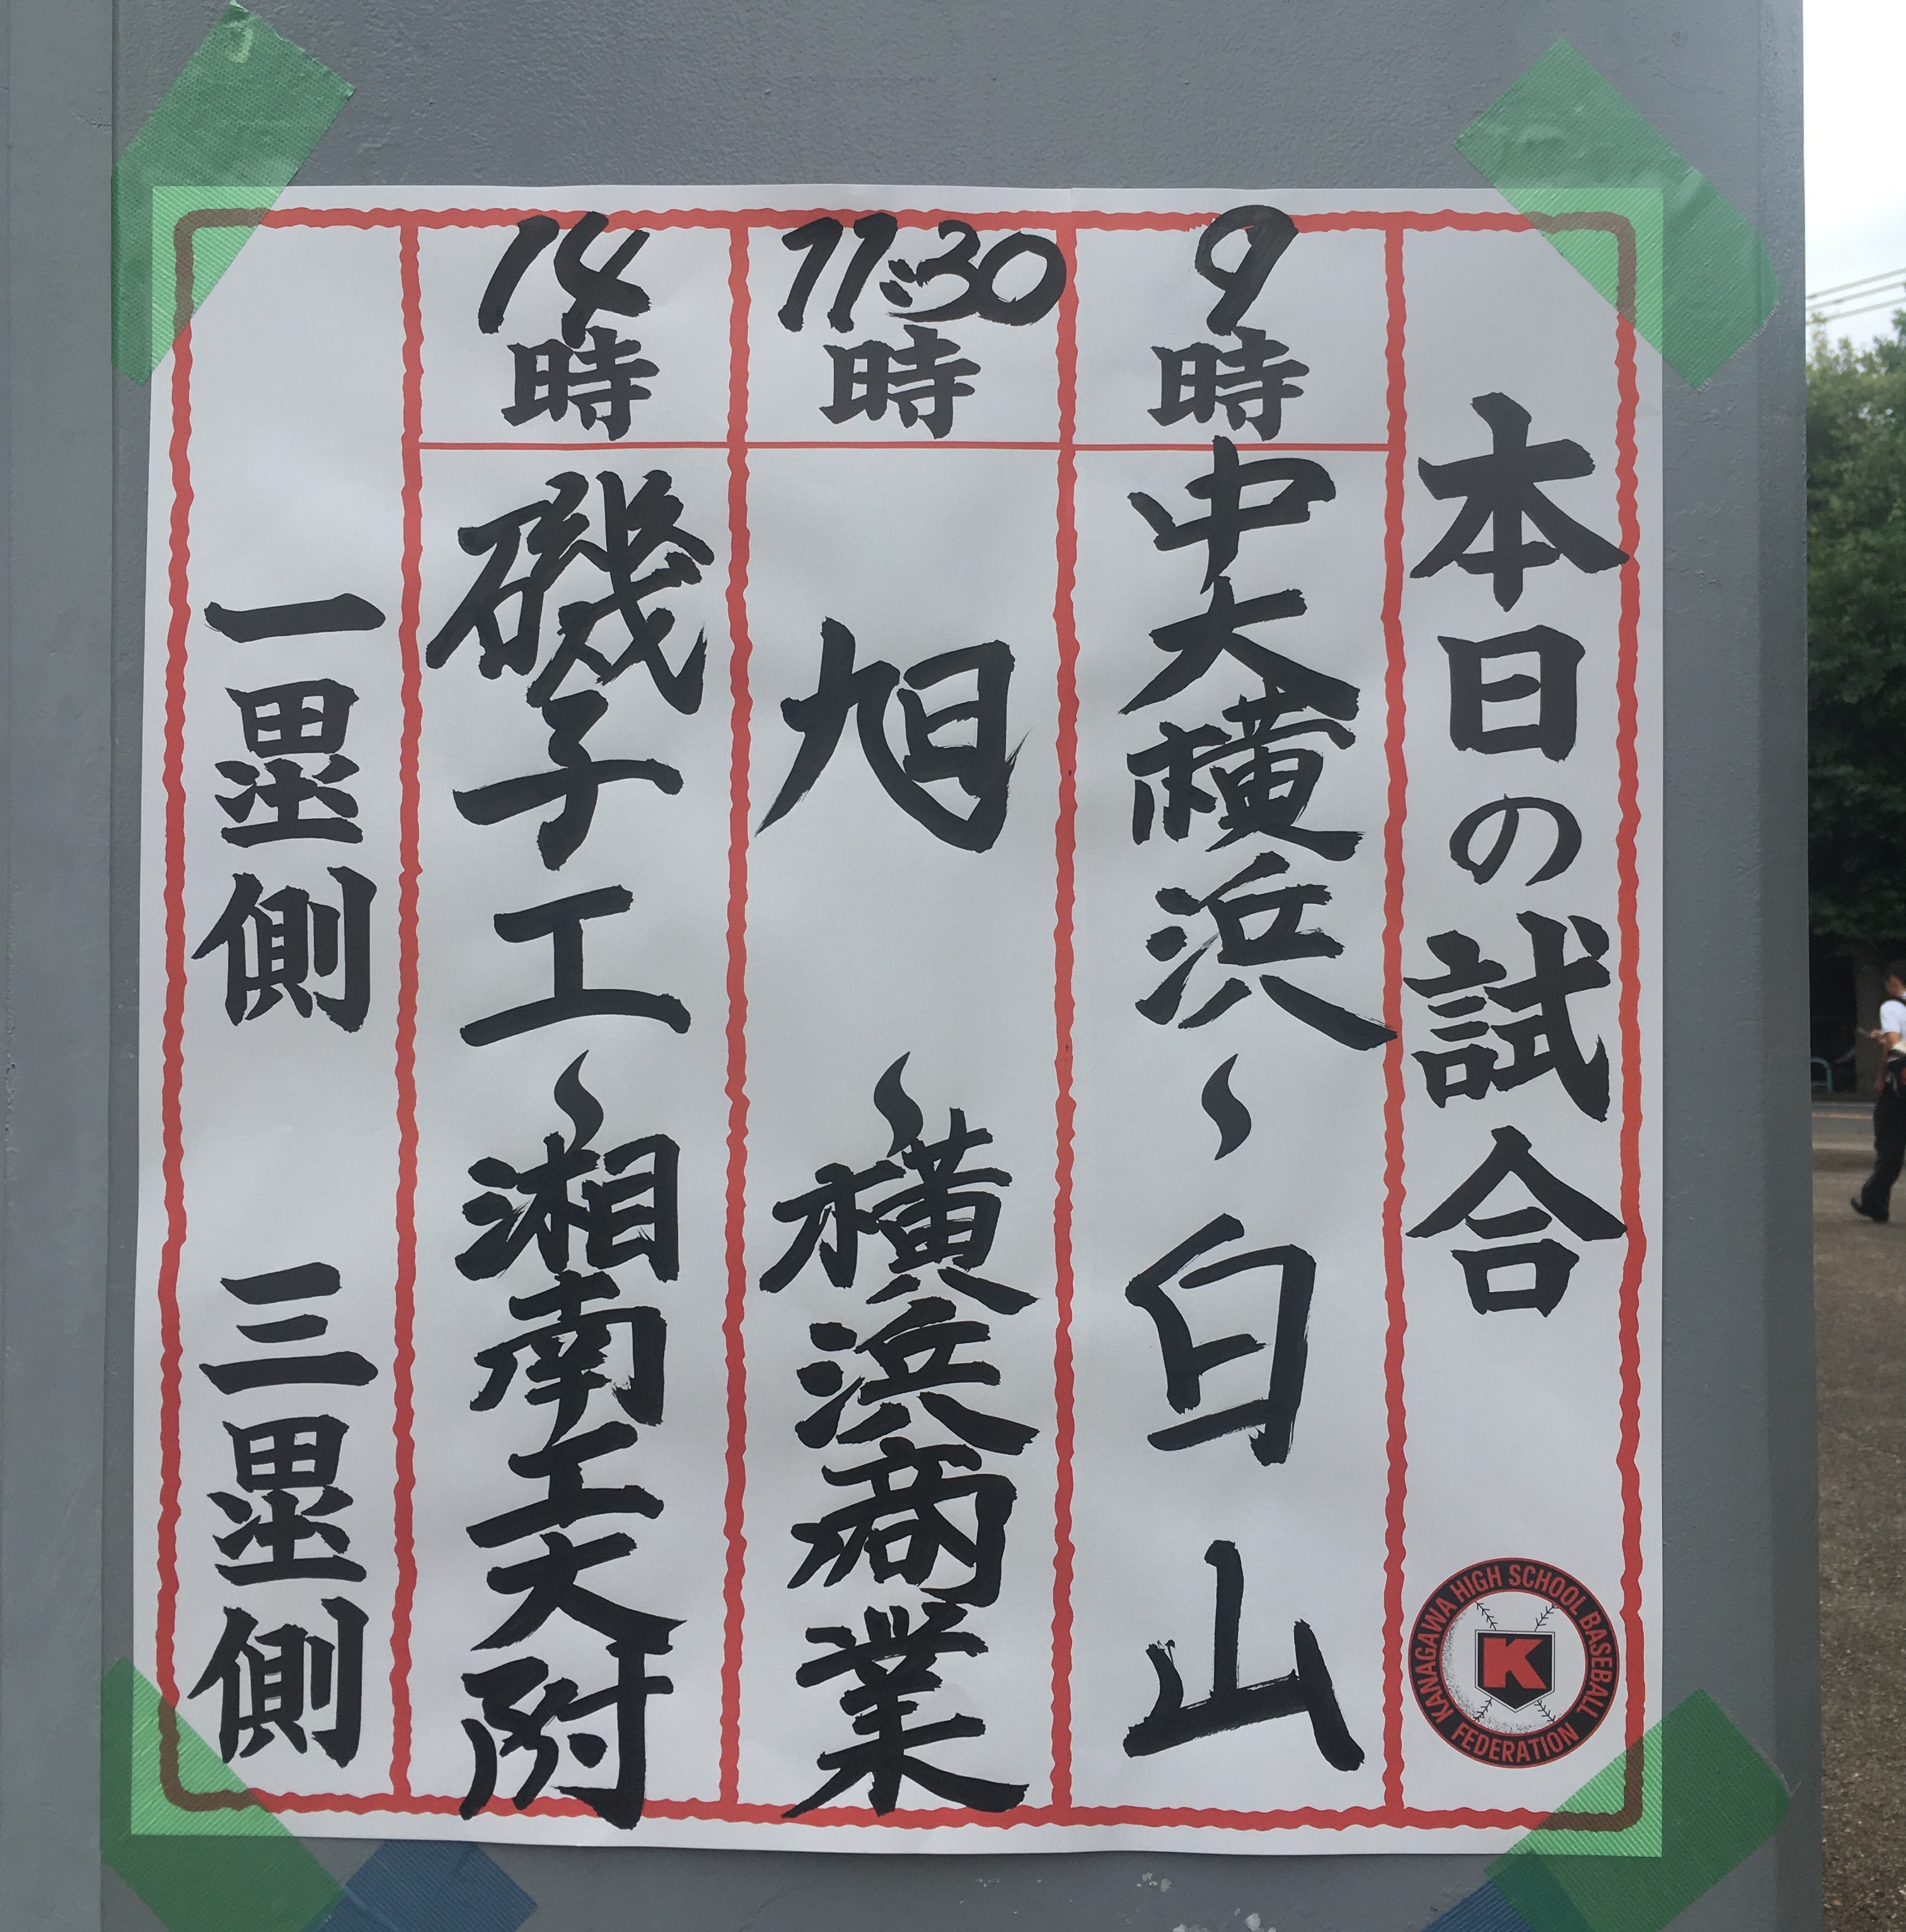 本日の試合
KANAGAWA HIGH SCHOOL BASEBALL FEDERATION
K
9時
中大横浜〜白山
11:30時
旭〜横浜商業
14時
磯子工〜湘南工大附
一塁側 三塁側